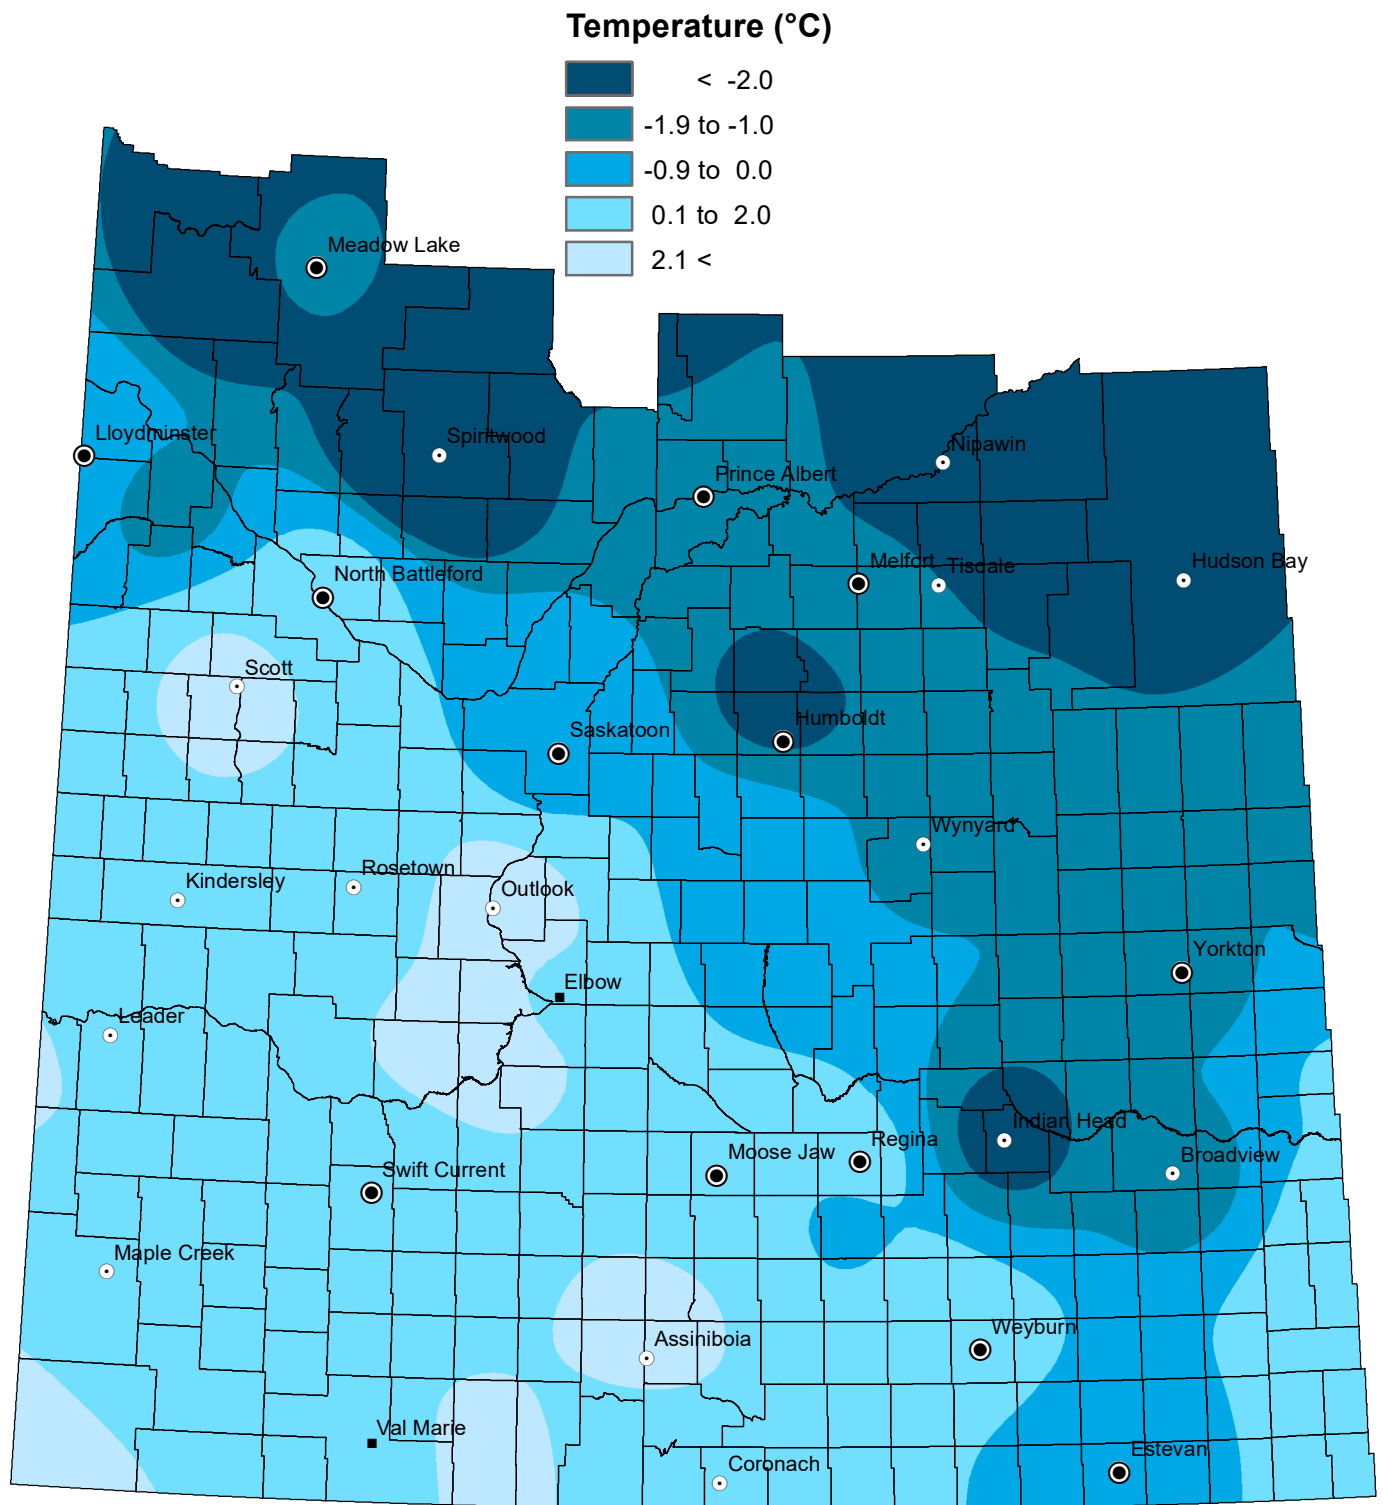 Temperature (°C)
< -2.0
-1.9 to -1.0
-0.9 to 0.0
0.1 to 2.0
2.1 <
Meadow Lake
Lloydminster
Spiritwood
Nipawin
Prince Albert
Melfort
Tisdale
Hudson Bay
North Battleford
Scott
Humboldt
Saskatoon
Wynyard
Rosetown
Kindersley
Outlook
Yorkton
Elbow
Leader
Indian Head
Regina
Moose Jaw
Broadview
Swift Current
Maple Creek
Weyburn
Assiniboia
Val Marie
Estevan
Coronach